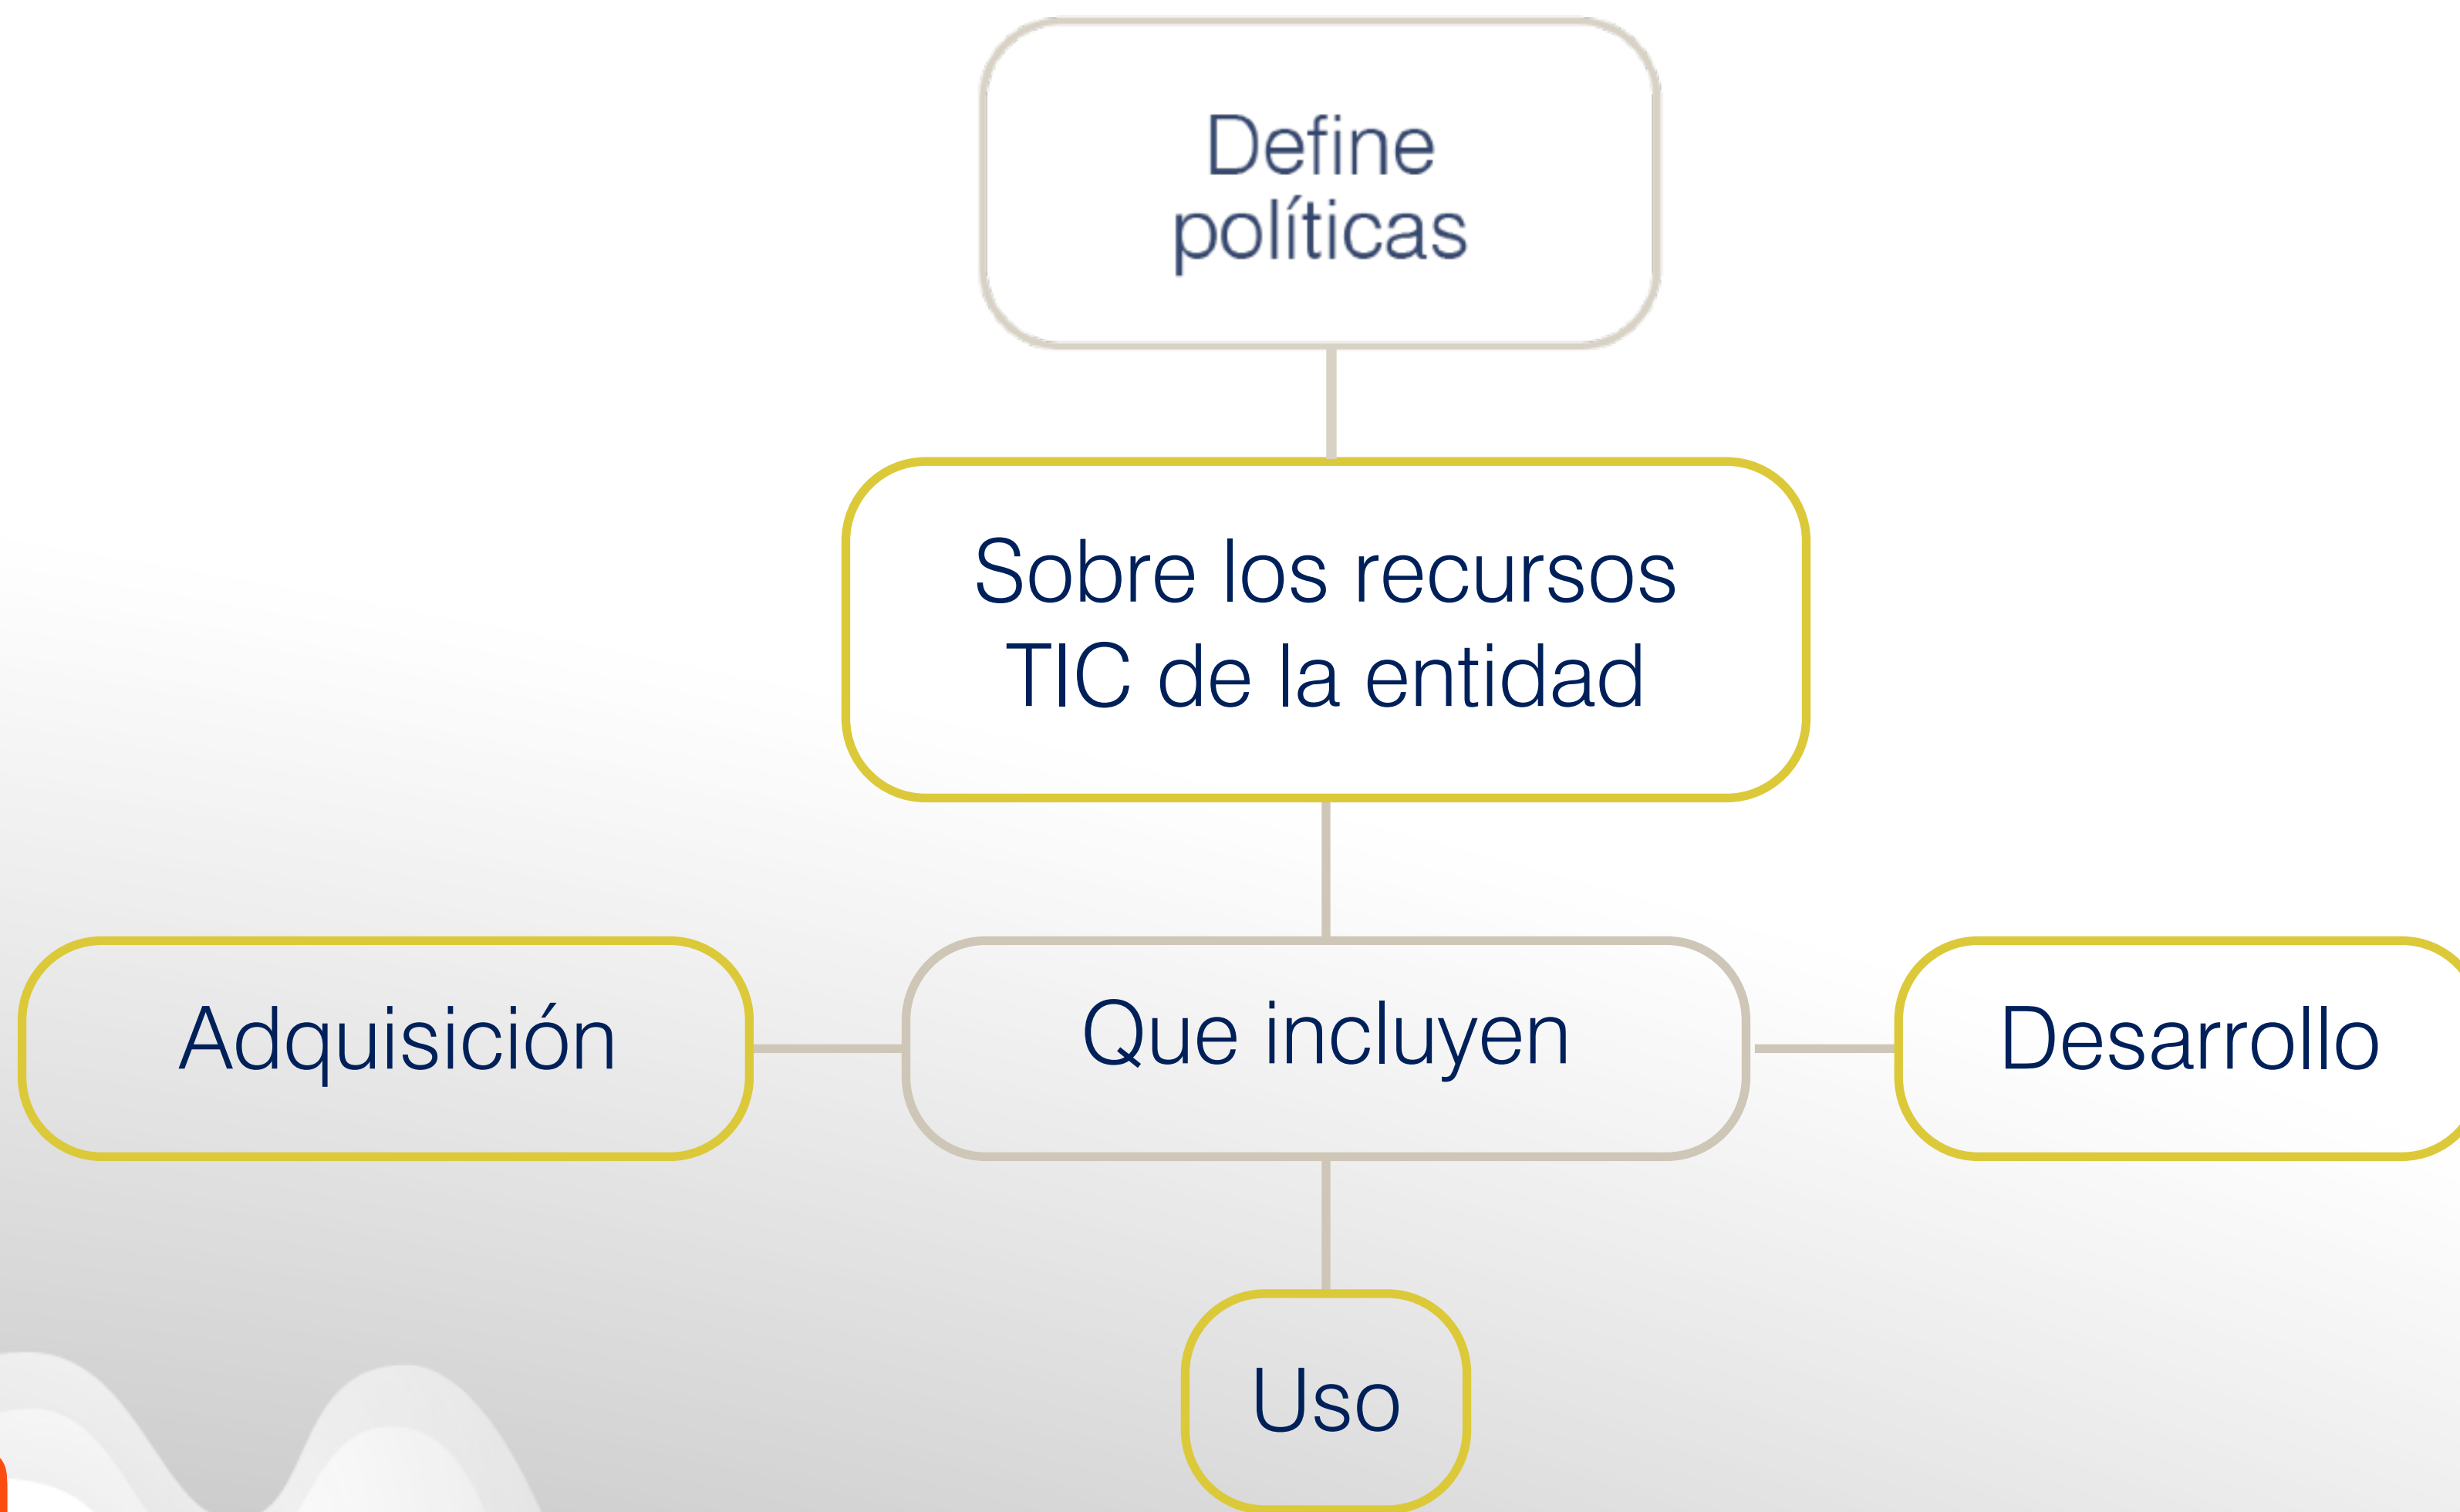 Define
políticas
Sobre los recursos
TIC de la entidad
Adquisición
Que incluyen
Desarrollo
Uso